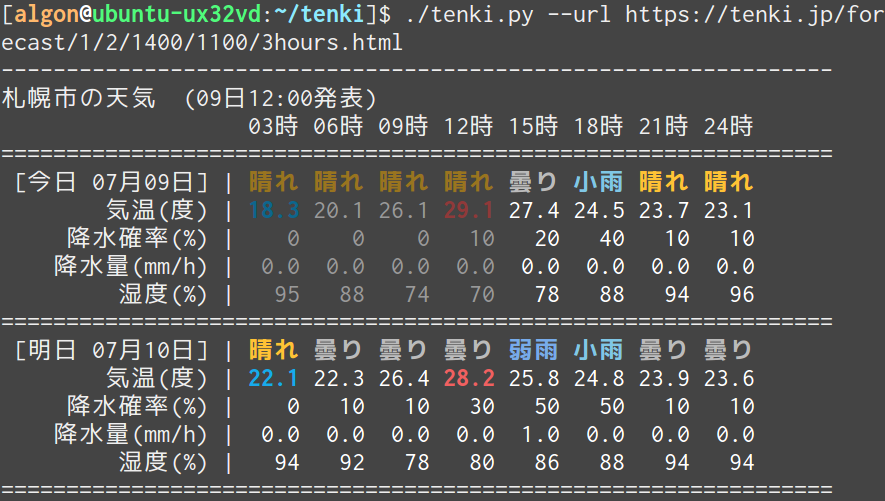 [algon@ubuntu-ux32vd:~/tenki]$ ./tenki.py --url https://tenki.jp/for
ecast/1/2/1400/1100/3hours.html
----------------------------------------------------------------
札幌市の天気  (09日12:00発表)
                   03時 06時 09時 12時 15時 18時 21時 24時
================================================================
[今日 07月09日] | 晴れ 晴れ 晴れ 晴れ 曇り 小雨 晴れ 晴れ
気温(度) | 18.3 20.1 26.1 29.1 27.4 24.5 23.7 23.1
降水確率(%) | 0 0 0 10 20 40 10 10
降水量(mm/h) | 0.0 0.0 0.0 0.0 0.0 0.0 0.0 0.0
湿度(%) | 95 88 74 70 78 88 94 96
================================================================
[明日 07月10日] | 晴れ 曇り 曇り 曇り 弱雨 小雨 曇り 曇り
気温(度) | 22.1 22.3 26.4 28.2 25.8 24.8 23.9 23.6
降水確率(%) | 0 10 10 30 50 50 10 10
降水量(mm/h) | 0.0 0.0 0.0 0.0 1.0 0.0 0.0 0.0
湿度(%) | 94 92 78 80 86 88 94 94
================================================================